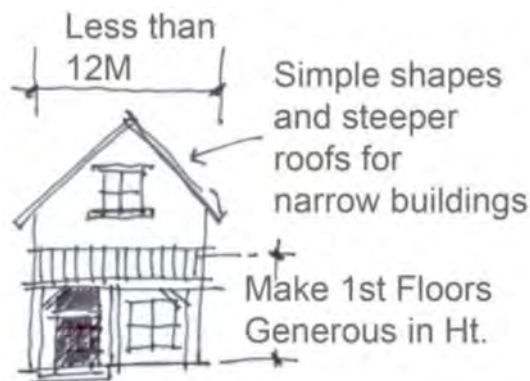 Less than
12M
Simple shapes
and steeper
roofs for
narrow buildings
Make 1st Floors
Generous in Ht.